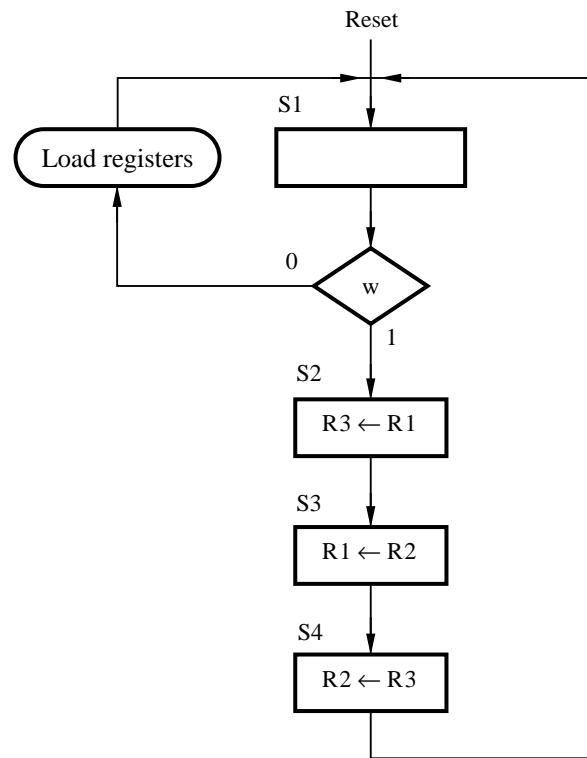 Reset
S1
Load registers
0
w
1
S2
R3 ← R1
S3
R1 ← R2
S4
R2 ← R3